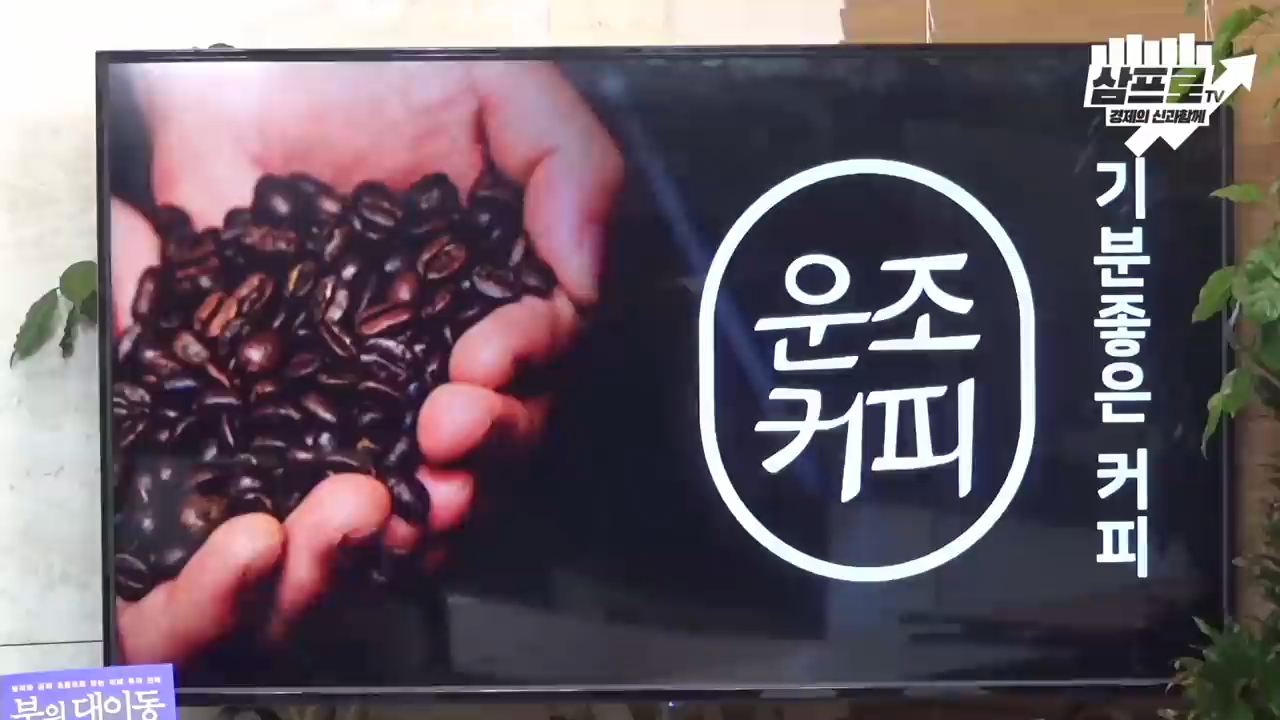 삼프로TV
경제의 신과함께
운조
커피
기분좋은 커피
부의 대이동